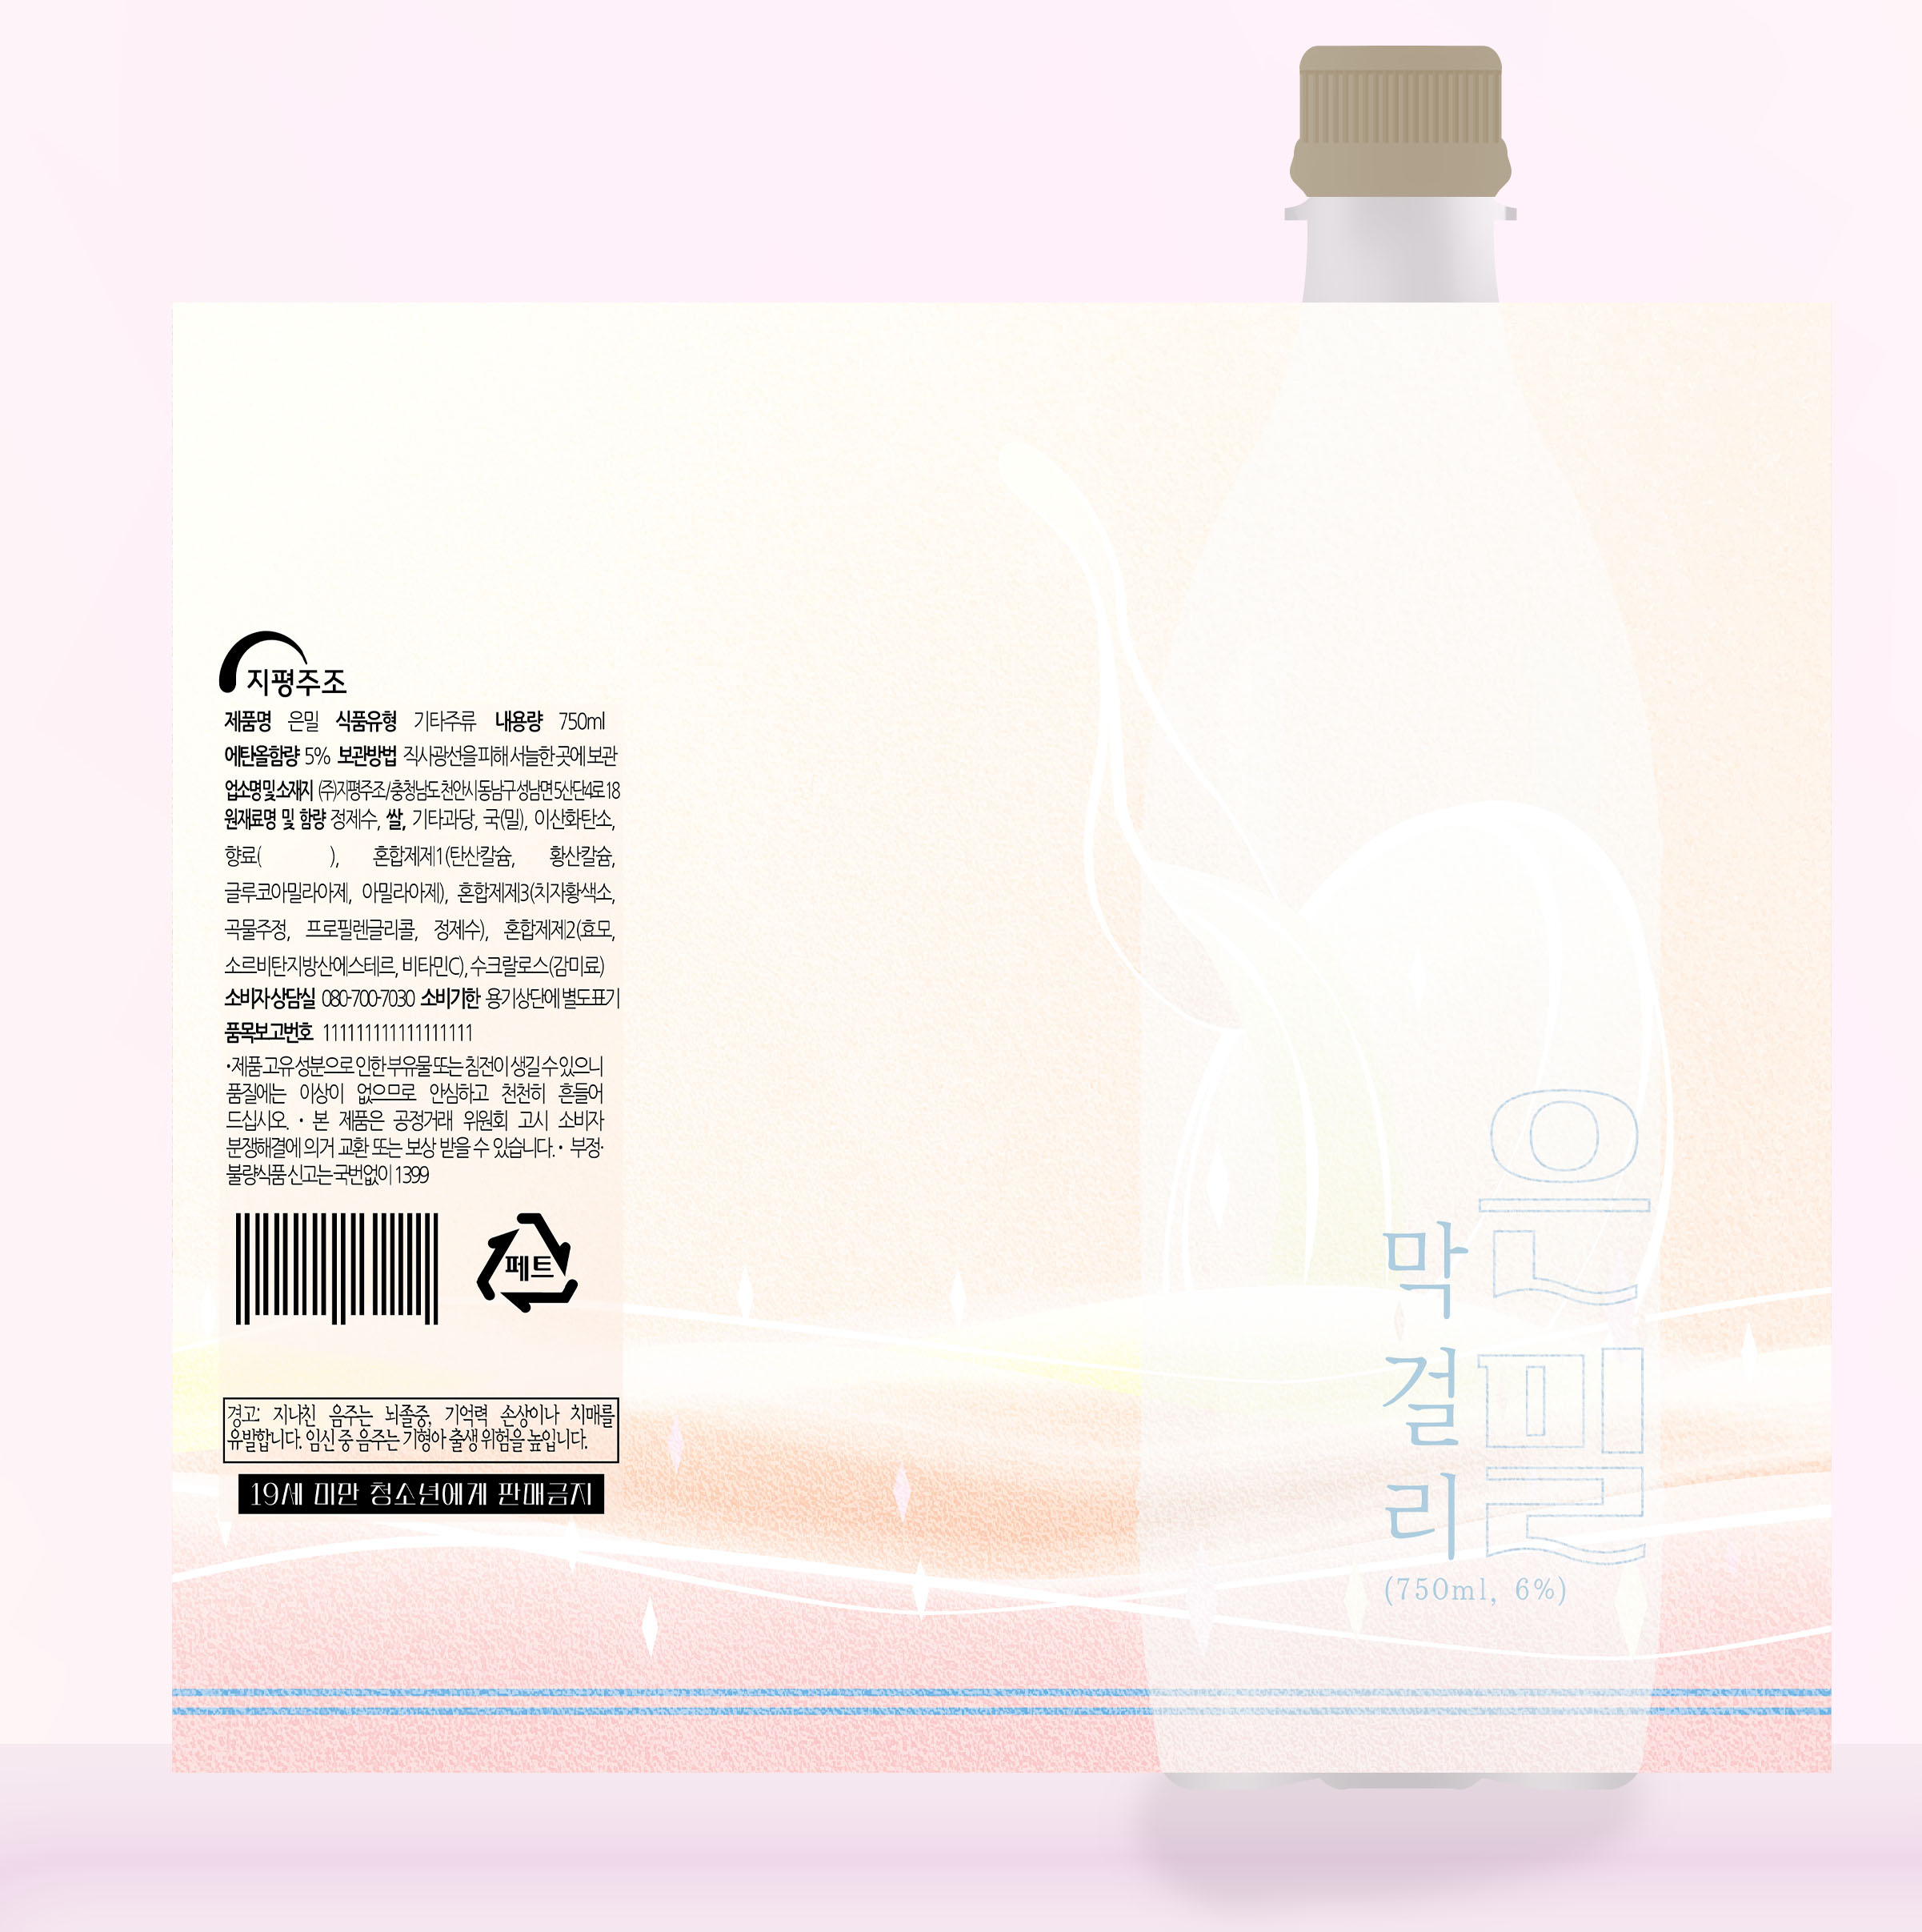 지평주조
제품명 은밀 식품유형 기타주류 내용량 750ml
에탄올함량 5% 보관방법 직사광선을피해서늘한곳에보관
업소명및소재지 (주)지평주조/충청남도천안시동남구성남면5산단4로18
원재료명 및 함량 정제수, 쌀, 기타과당, 국(밀), 이산화탄소,
향료( ), 혼합제제1(탄산칼슘, 황산칼슘,
글루코아밀라아제, 아밀라아제), 혼합제제3(치자황색소,
곡물주정, 프로필렌글리콜, 정제수), 혼합제제2(효모,
소르비탄지방산에스테르, 비타민C), 수크랄로스(감미료)
소비자상담실 080-700-7030 소비기한 용기상단에별도표기
품목보고번호 111111111111111111
·제품고유성분으로인한부유물또는침전이생길수있으니
품질에는 이상이 없으므로 안심하고 천천히 흔들어
드십시오. · 본 제품은 공정거래 위원회 고시 소비자
분쟁해결에 의거 교환 또는 보상 받을 수 있습니다. · 부정·
불량식품신고는국번없이1399
페트
경고: 지나친 음주는 뇌졸중, 기억력 손상이나 치매를
유발합니다. 임신 중 음주는 기형아 출생 위험을 높입니다.
19세 미만 청소년에게 판매금지
은밀
막걸리
(750ml, 6%)